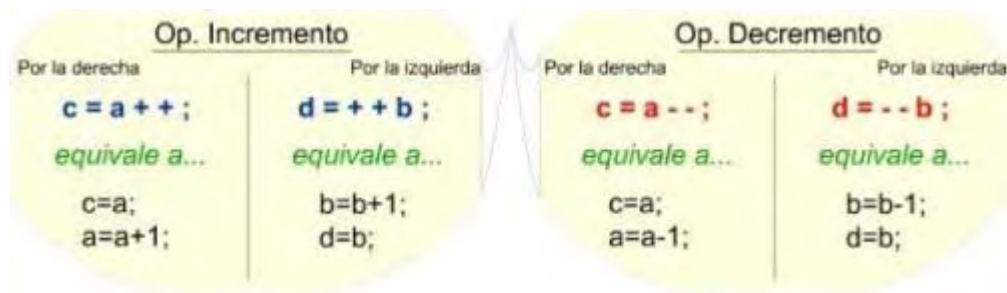 Op. Incremento
Por la derecha
c = a + + ;
equivale a...
c=a;
a=a+1;
Por la izquierda
d = + + b ;
equivale a...
b=b+1;
d=b;
Op. Decremento
Por la derecha
c = a - - ;
equivale a...
c=a;
a=a-1;
Por la izquierda
d = - - b ;
equivale a...
b=b-1;
d=b;